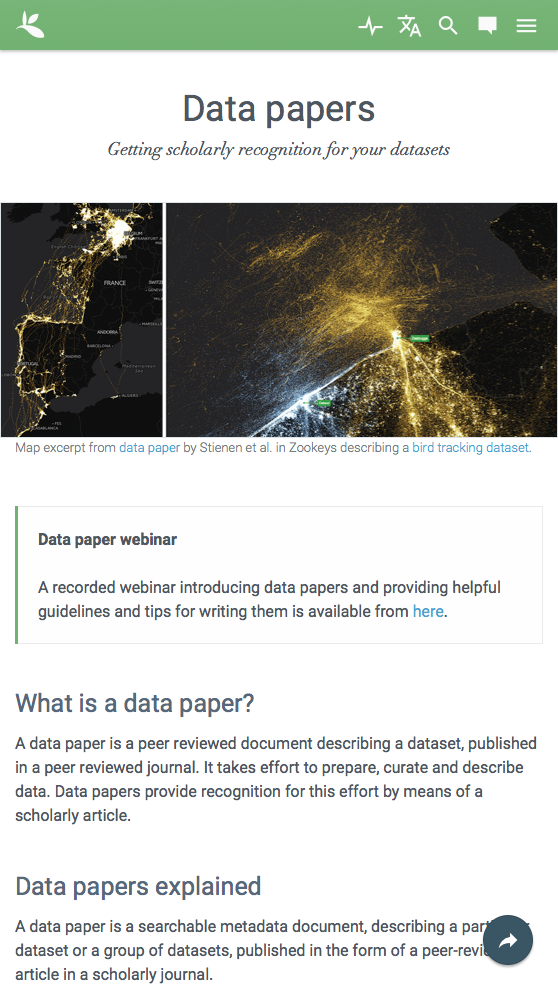 Data papers
Getting scholarly recognition for your datasets
FRANCE
ANDORRA
BARCELONA
MADRID
ALGIERS
Map excerpt from data paper by Stienen et al. in Zookeys describing a bird tracking dataset.
Data paper webinar
A recorded webinar introducing data papers and providing helpful
guidelines and tips for writing them is available from here.
What is a data paper?
A data paper is a peer reviewed document describing a dataset, published
in a peer reviewed journal. It takes effort to prepare, curate and describe
data. Data papers provide recognition for this effort by means of a
scholarly article.
Data papers explained
A data paper is a searchable metadata document, describing a
dataset or a group of datasets, published in the form of a
article in a scholarly journal.